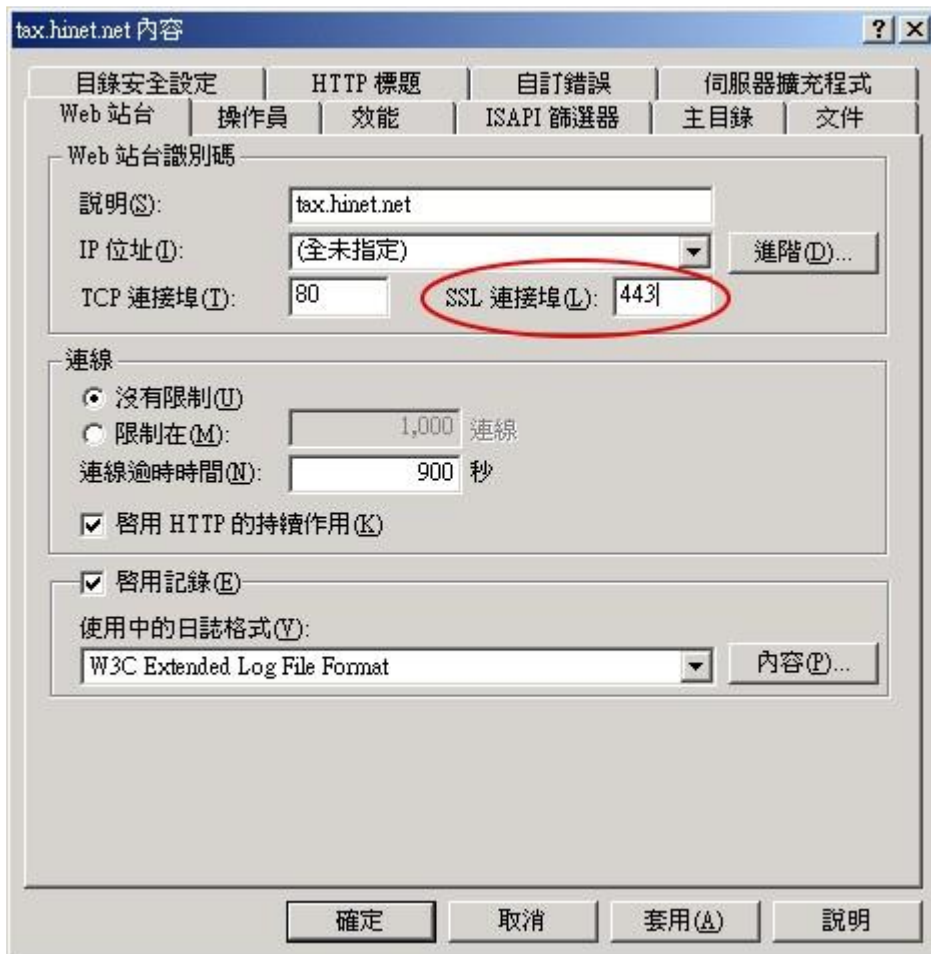 tax.hinet.net 內容
目錄安全設定 HTTP 標題 自訂錯誤 伺服器擴充程式
Web 站台 操作員 效能 ISAPI 篩選器 主目錄 文件
Web 站台識別碼
說明(S): tax.hinet.net
IP 位址(I): (全未指定) 進階(D)...
TCP 連接埠(T): 80 SSL 連接埠(L): 443
連線
沒有限制(U)
限制在(M): 1,000 連線
連線逾時時間(N): 900 秒
啓用 HTTP 的持續作用(K)
啓用記錄(E)
使用中的日誌格式(V):
W3C Extended Log File Format 內容(P)...
確定 取消 套用(A) 說明